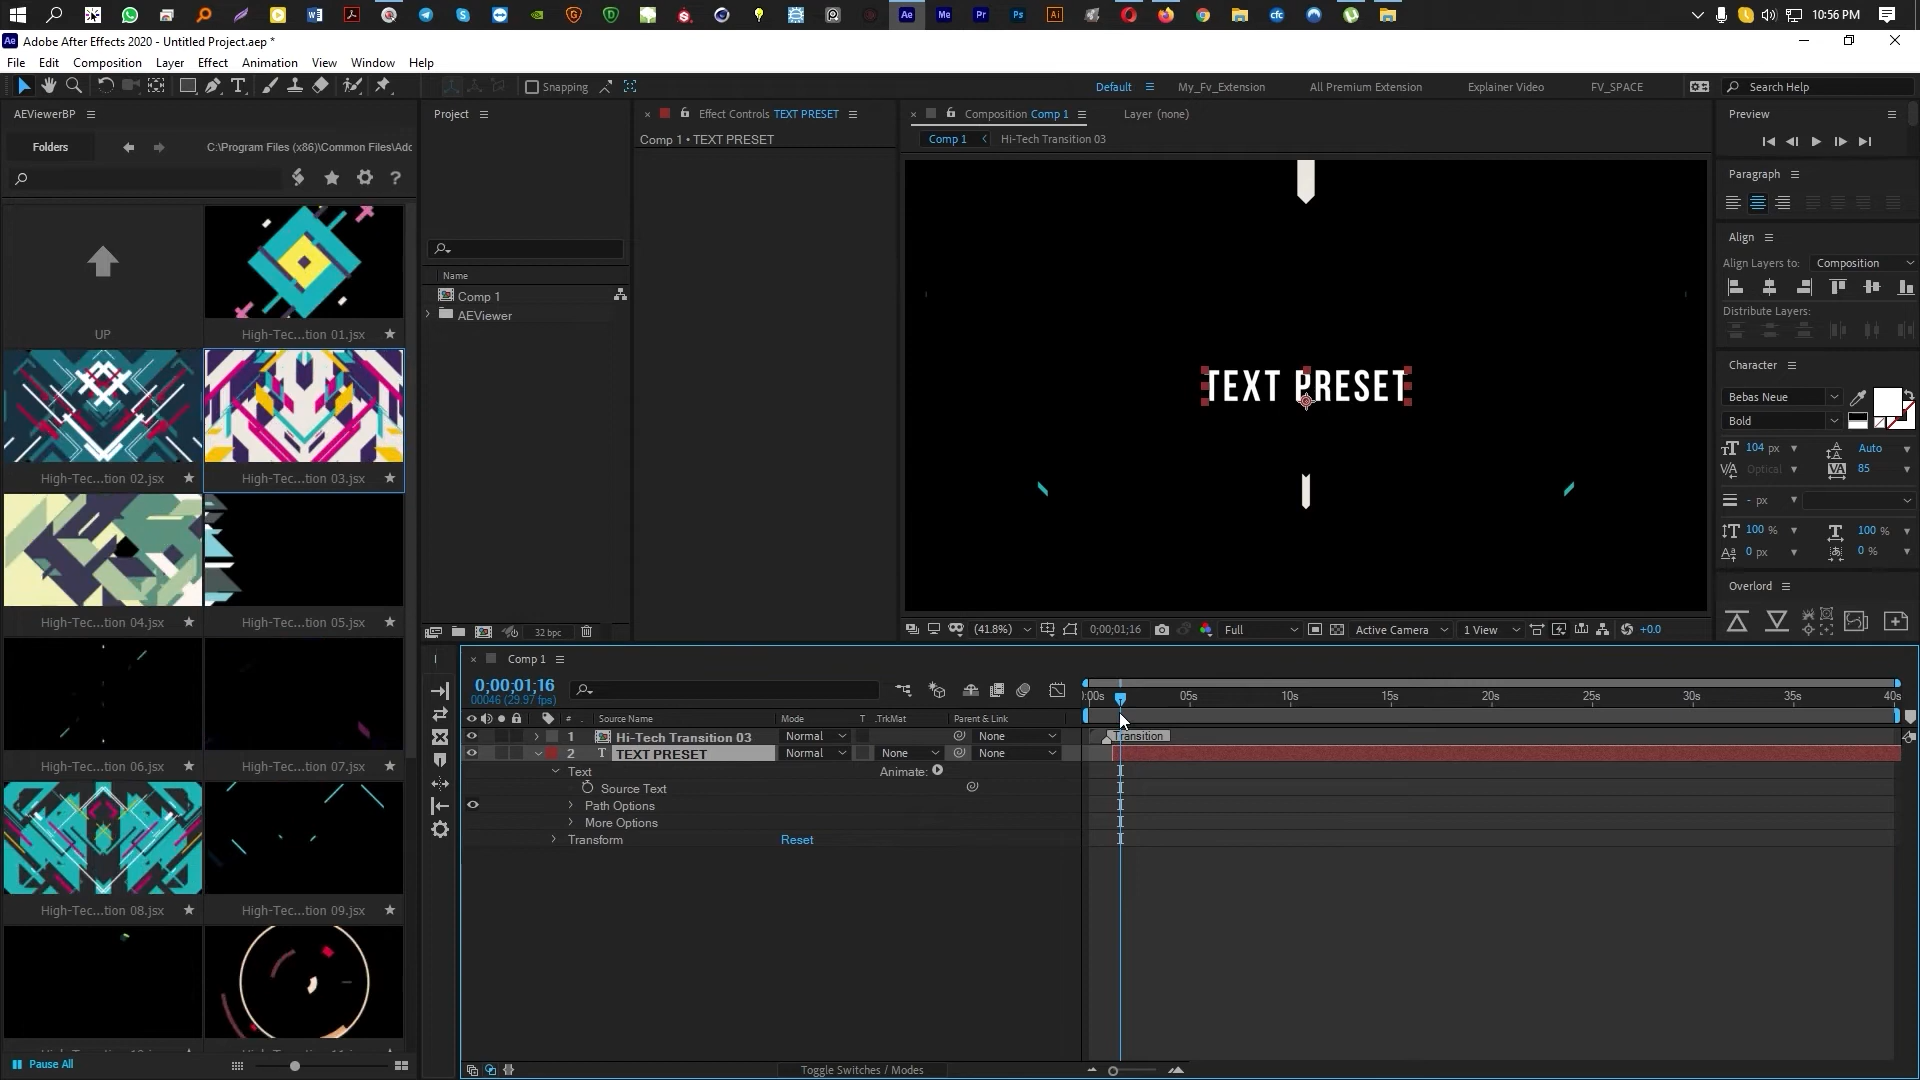 10:56 PM
Adobe After Effects 2020 - Untitled Project.aep *
File Edit Composition Layer Effect Animation View Window Help
Snapping
Default
My_Fv_Extension
All Premium Extension
Explainer Video
FV_SPACE
Search Help
AEViewerBP
Folders
C:\Program Files (x86)\Common Files\Adc
UP
High-Tec...tion 01.jsx
High-Tec...tion 02.jsx
High-Tec...tion 03.jsx
High-Tec...tion 04.jsx
High-Tec...tion 05.jsx
High-Tec...tion 06.jsx
High-Tec...tion 07.jsx
High-Tec...tion 08.jsx
High-Tec...tion 09.jsx
Pause All
Project
Name
Comp 1
AEViewer
32 bpc
Effect Controls TEXT PRESET
Comp 1 • TEXT PRESET
Composition Comp 1
Layer (none)
Comp 1
Hi-Tech Transition 03
TEXT PRESET
(41.8%)
0;00;01;16
Full
Active Camera
1 View
+0.0
Preview
Paragraph
Align
Align Layers to:
Composition
Distribute Layers:
Character
Bebas Neue
Bold
104 px
Auto
Optical
85
- px
100 %
100 %
0 px
0 %
Overlord
Comp 1
0;00;01;16
00046 (29.97 fps)
# Source Name Mode T .TrkMat Parent & Link
1 Hi-Tech Transition 03 Normal None
2 TEXT PRESET Normal None None
Text
Animate:
Source Text
Path Options
More Options
Transform
Reset
Toggle Switches / Modes
:00s 05s 10s 15s 20s 25s 30s 35s 40s
Transition